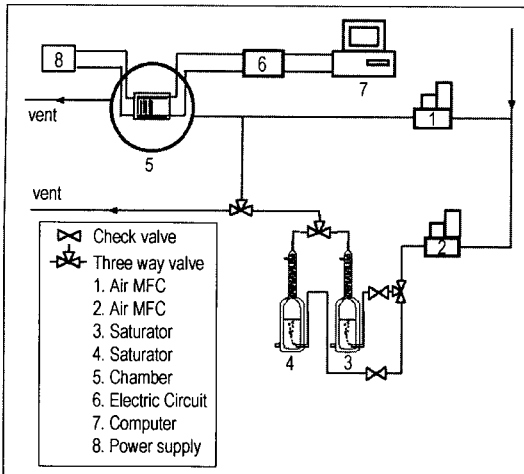 8
6
7
vent
5
1
vent
2
Check valve
Three way valve
1. Air MFC
2. Air MFC
3. Saturator
4. Saturator
5. Chamber
6. Electric Circuit
7. Computer
8. Power supply
4
3